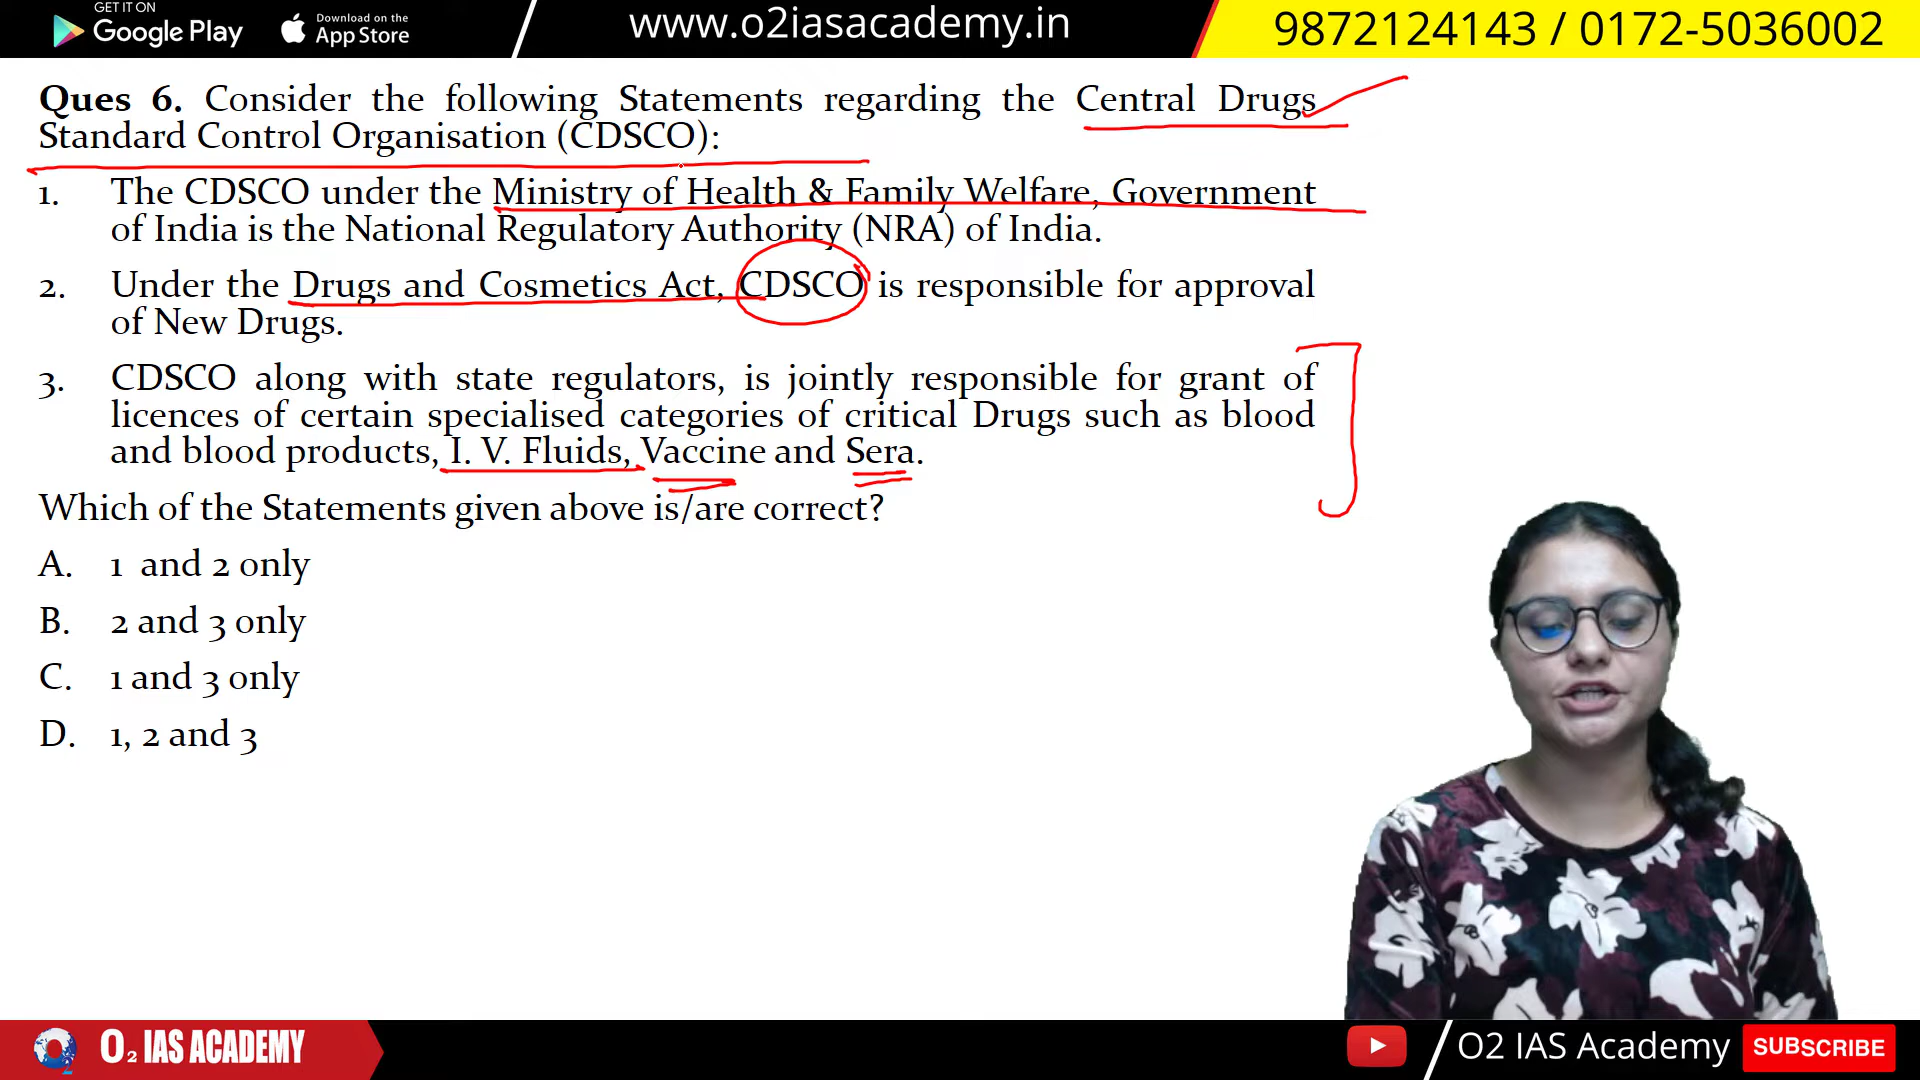 GET IT ON
Google Play
Download on the
App Store
www.o2iasacademy.in
9872124143 / 0172-5036002
Ques 6. Consider the following Statements regarding the Central Drugs
Standard Control Organisation (CDSCO):
1. The CDSCO under the Ministry of Health & Family Welfare, Government
of India is the National Regulatory Authority (NRA) of India.
2. Under the Drugs and Cosmetics Act, CDSCO is responsible for approval
of New Drugs.
3. CDSCO along with state regulators, is jointly responsible for grant of
licences of certain specialised categories of critical Drugs such as blood
and blood products, I. V. Fluids, Vaccine and Sera.
Which of the Statements given above is/are correct?
A. 1 and 2 only
B. 2 and 3 only
C. 1 and 3 only
D. 1, 2 and 3
O2 IAS ACADEMY
O2 IAS Academy
SUBSCRIBE